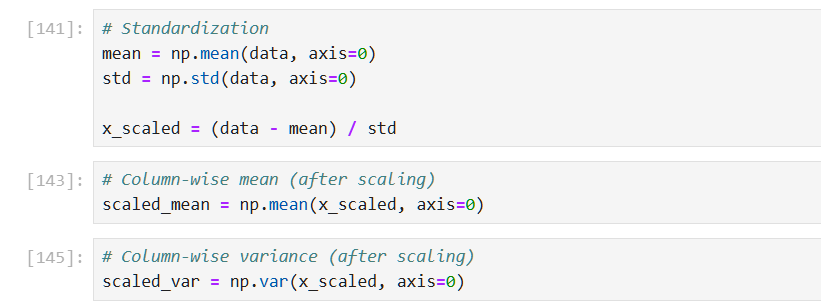 [141]: # Standardization
mean = np.mean(data, axis=0)
std = np.std(data, axis=0)
x_scaled = (data - mean) / std
[143]: # Column-wise mean (after scaling)
scaled_mean = np.mean(x_scaled, axis=0)
[145]: # Column-wise variance (after scaling)
scaled_var = np.var(x_scaled, axis=0)